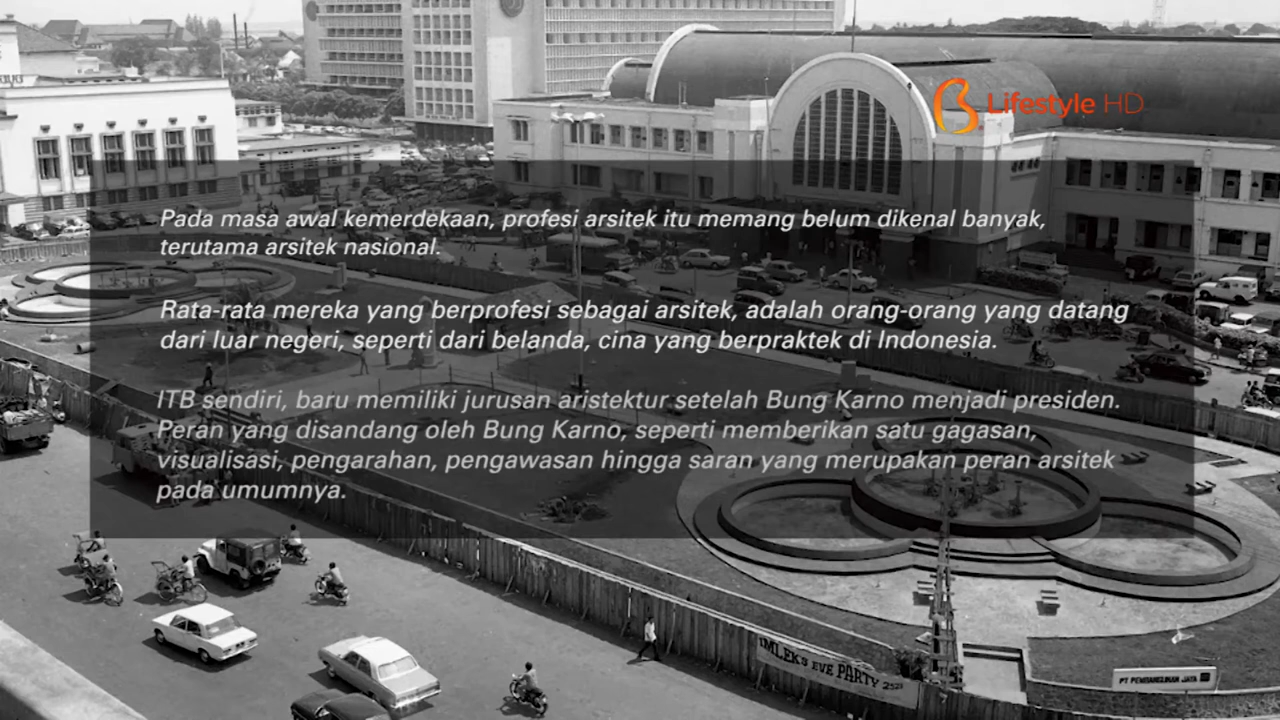 Lifestyle HD
Pada masa awal kemerdekaan, profesi arsitek itu memang belum dikenal banyak,
terutama arsitek nasional.
Rata-rata mereka yang berprofesi sebagai arsitek, adalah orang-orang yang datang
dari luar negeri, seperti dari belanda, cina yang berpraktek di Indonesia.
ITB sendiri, baru memiliki jurusan aristektur setelah Bung Karno menjadi presiden.
Peran yang disandang oleh Bung Karno, seperti memberikan satu gagasan,
visualisasi, pengarahan, pengawasan hingga saran yang merupakan peran arsitek
pada umumnya.
IMLEK'S EVE PARTY 2521
PT PEMBANGUNAN JAYA